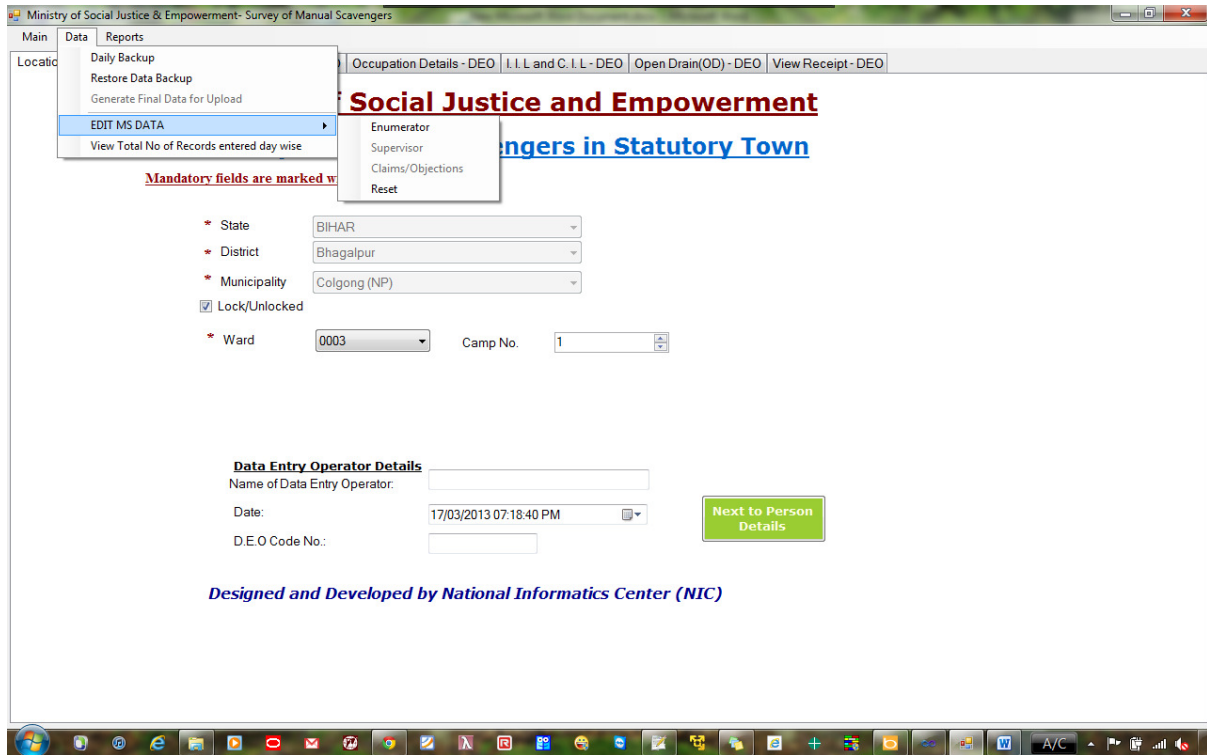 Ministry of Social Justice & Empowerment- Survey of Manual Scavengers
Main Data Reports
Daily Backup
Restore Data Backup
Generate Final Data for Upload
EDIT MS DATA
View Total No of Records entered day wise
Enumerator
Supervisor
Claims/Objections
Reset
Occupation Details - DEO I. I. L and C. I. L - DEO Open Drain(OD) - DEO View Receipt - DEO
Social Justice and Empowerment
in Statutory Town
Mandatory fields are marked
* State BIHAR
* District Bhagalpur
* Municipality Colgong (NP)
Lock/Unlocked
* Ward 0003 Camp No. 1
Data Entry Operator Details
Name of Data Entry Operator:
Date: 17/03/2013 07:18:40 PM
D.E.O Code No.:
Next to Person
Details
Designed and Developed by National Informatics Center (NIC)
A/C